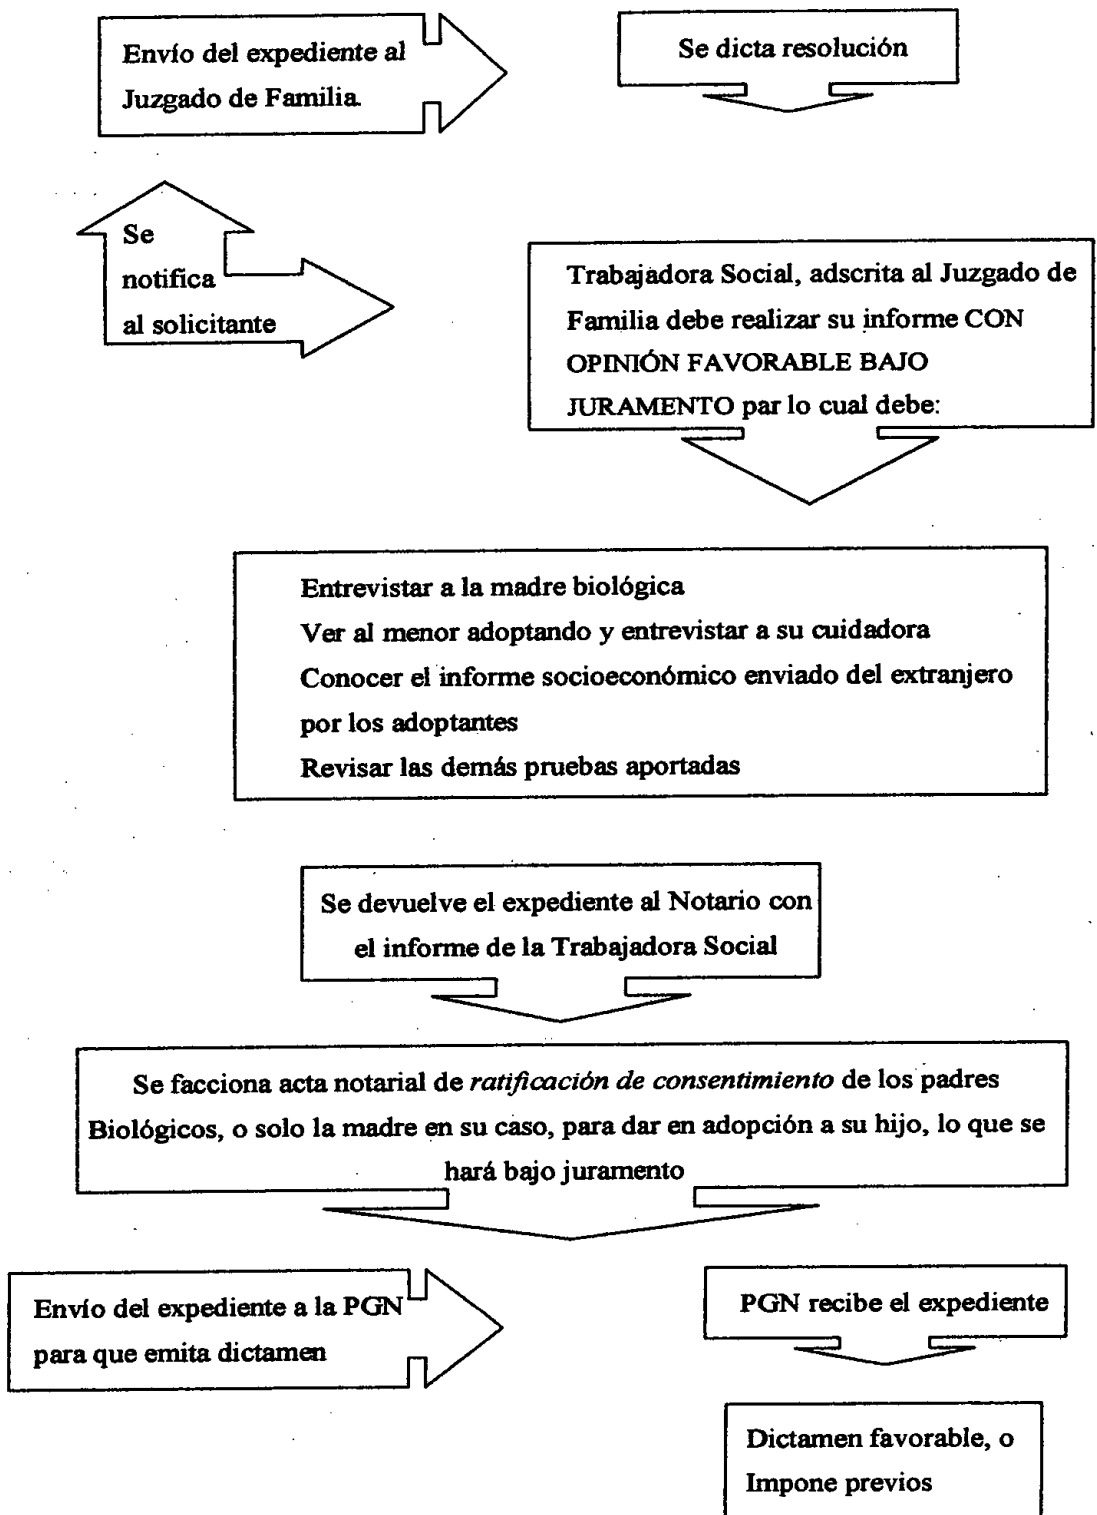 Envío del expediente al
Juzgado de Familia.
Se dicta resolución
Se
notifica
al solicitante
Trabajadora Social, adscrita al Juzgado de
Familia debe realizar su informe CON
OPINIÓN FAVORABLE BAJO
JURAMENTO par lo cual debe:
Entrevistar a la madre biológica
Ver al menor adoptando y entrevistar a su cuidadora
Conocer el informe socioeconómico enviado del extranjero
por los adoptantes
Revisar las demás pruebas aportadas
Se devuelve el expediente al Notario con
el informe de la Trabajadora Social
Se facciona acta notarial de ratificación de consentimiento de los padres
Biológicos, o solo la madre en su caso, para dar en adopción a su hijo, lo que se
hará bajo juramento
Envío del expediente a la PGN
para que emita dictamen
PGN recibe el expediente
Dictamen favorable, o
Impone previos